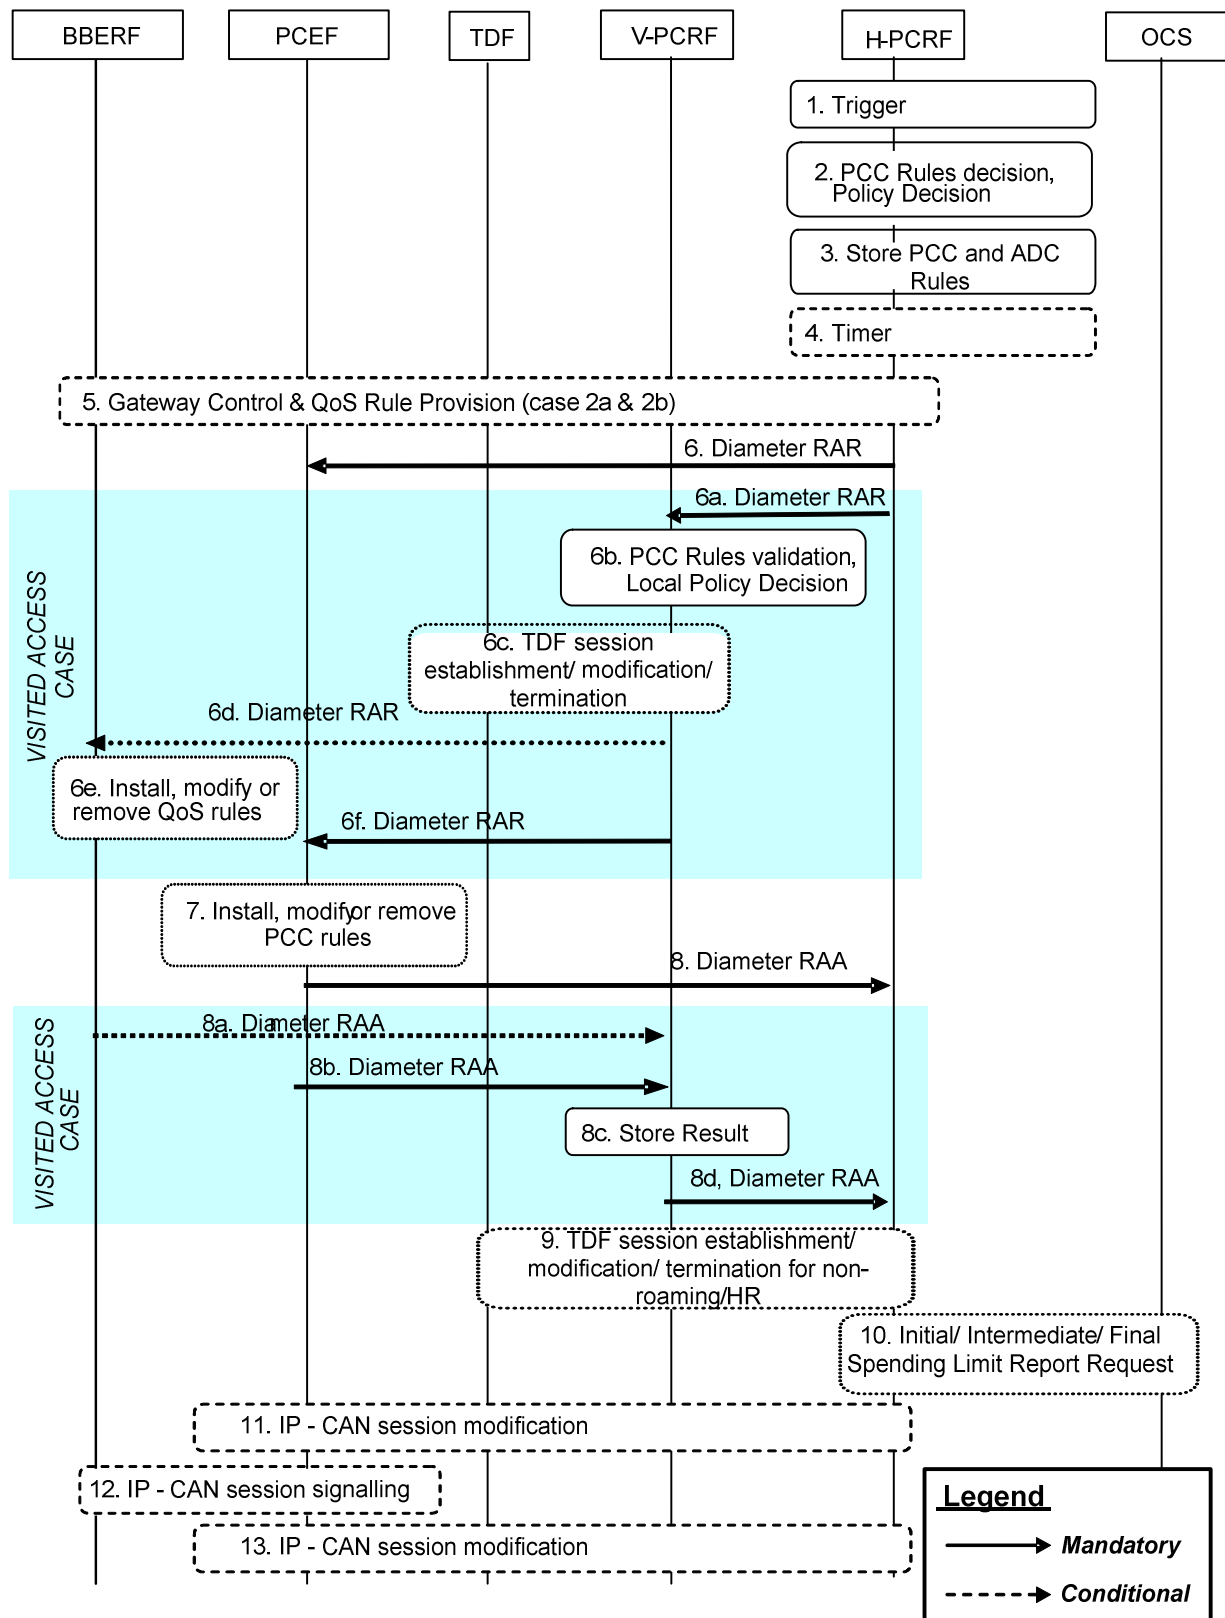 BBERF
PCEF
TDF
V-PCRF
H-PCRF
OCS
1. Trigger
2. PCC Rules decision,
Policy Decision
3. Store PCC and ADC
Rules
4. Timer
5. Gateway Control & QoS Rule Provision (case 2a & 2b)
6. Diameter RAR
6a. Diameter RAR
VISITED ACCESS
CASE
6b. PCC Rules validation,
Local Policy Decision
6c. TDF session
establishment/ modification/
termination
6d. Diameter RAR
6e. Install, modify or
remove QoS rules
6f. Diameter RAR
7. Install, modify or remove
PCC rules
8. Diameter RAA
VISITED ACCESS
CASE
8a. Diameter RAA
8b. Diameter RAA
8c. Store Result
8d, Diameter RAA
9. TDF session establishment/
modification/ termination for non-
roaming/HR
10. Initial/ Intermediate/ Final
Spending Limit Report Request
11. IP - CAN session modification
12. IP - CAN session signalling
13. IP - CAN session modification
Legend
Mandatory
Conditional